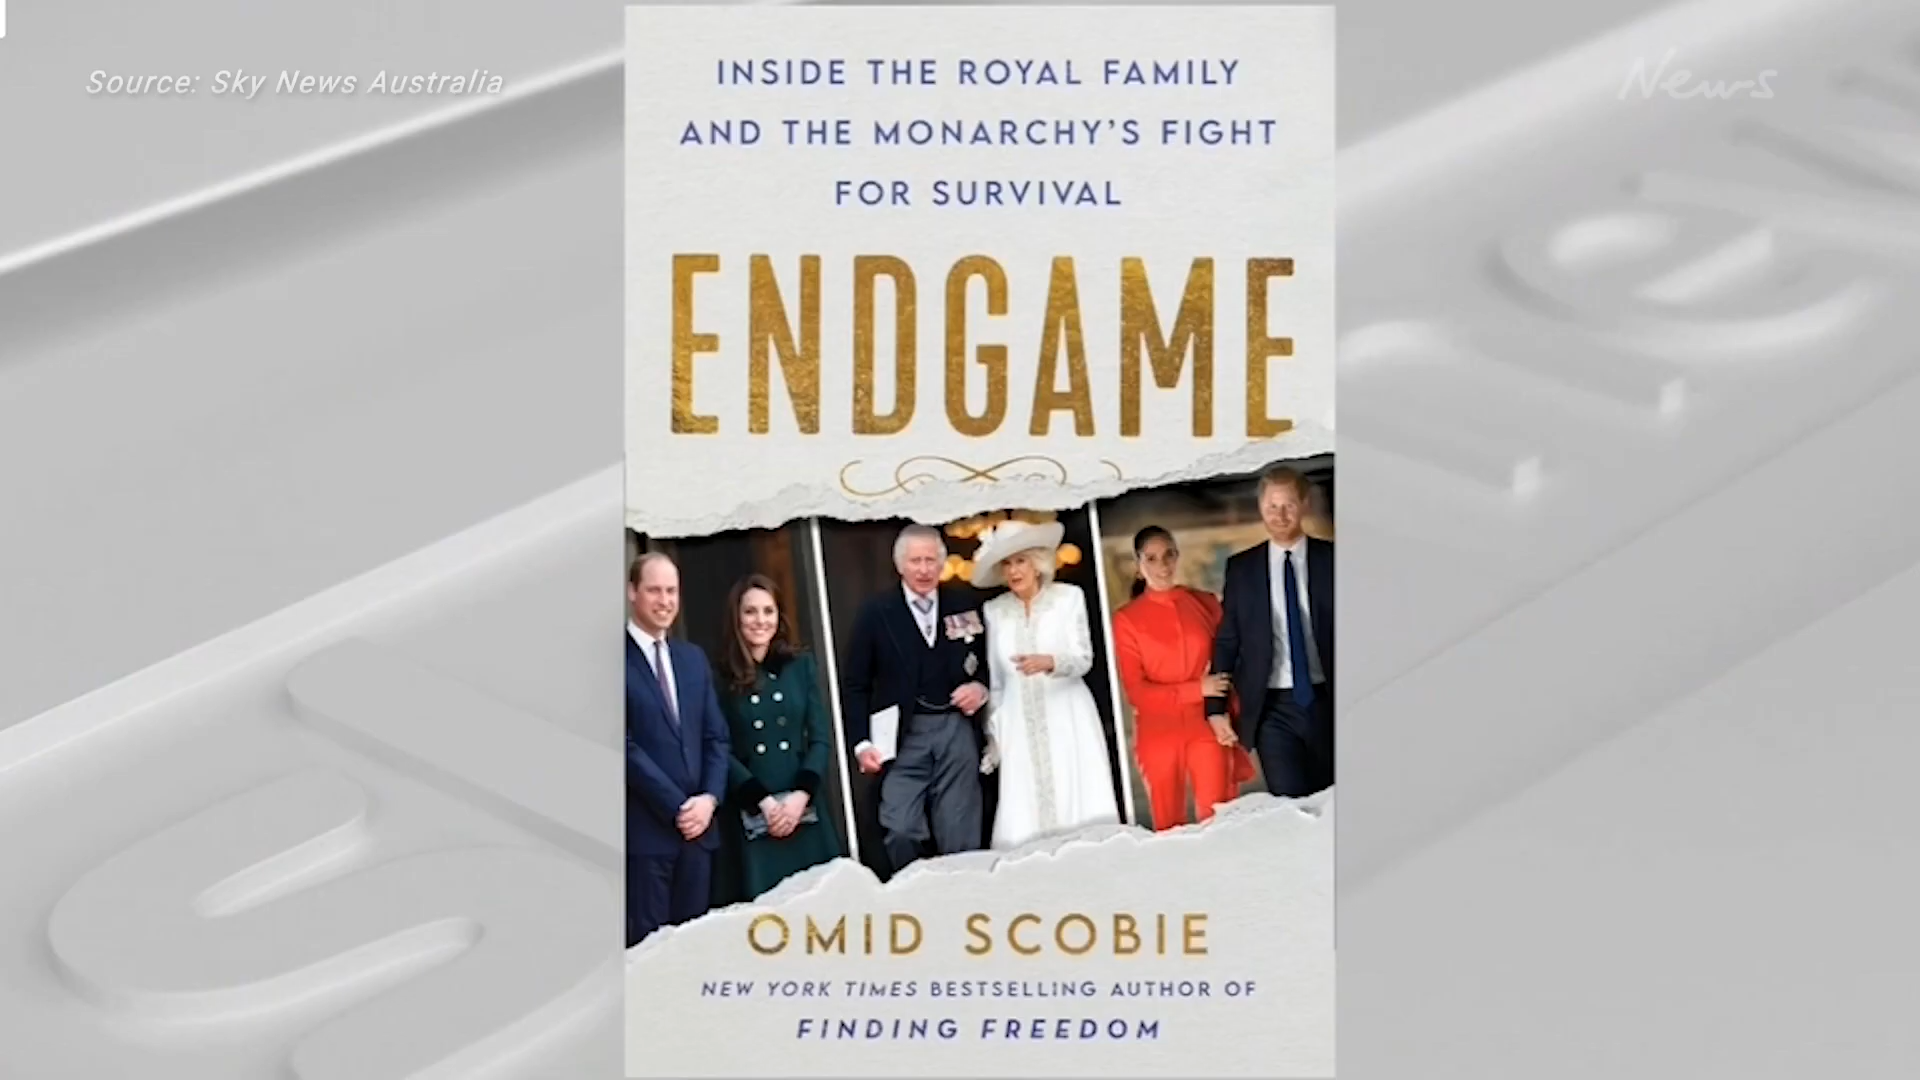 Source: Sky News Australia
News
INSIDE THE ROYAL FAMILY
AND THE MONARCHY'S FIGHT
FOR SURVIVAL
ENDGAME
OMID SCOBIE
NEW YORK TIMES BESTSELLING AUTHOR OF
FINDING FREEDOM